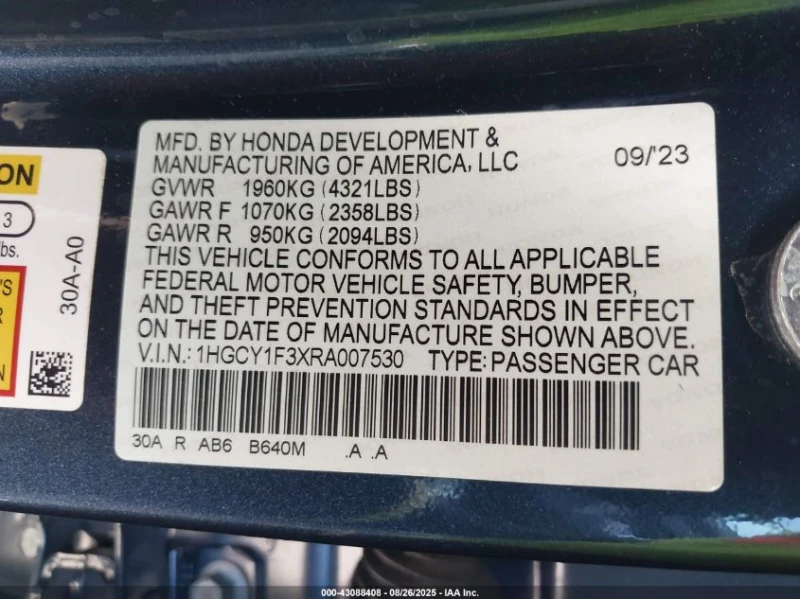 MFD. BY HONDA DEVELOPMENT &
MANUFACTURING OF AMERICA, LLC 09/'23
GVWR 1960KG (4321LBS)
GAWR F 1070KG (2358LBS)
GAWR R 950KG (2094LBS)
THIS VEHICLE CONFORMS TO ALL APPLICABLE
FEDERAL MOTOR VEHICLE SAFETY, BUMPER,
AND THEFT PREVENTION STANDARDS IN EFFECT
ON THE DATE OF MANUFACTURE SHOWN ABOVE.
V.I.N.: 1HGCY1F3XRA007530 TYPE: PASSENGER CAR
30A R AB6 B640M .A .A
ON
3
lbs.
'S
R
N
30A-A0
000-43088408 - 08/26/2025 - IAA Inc.